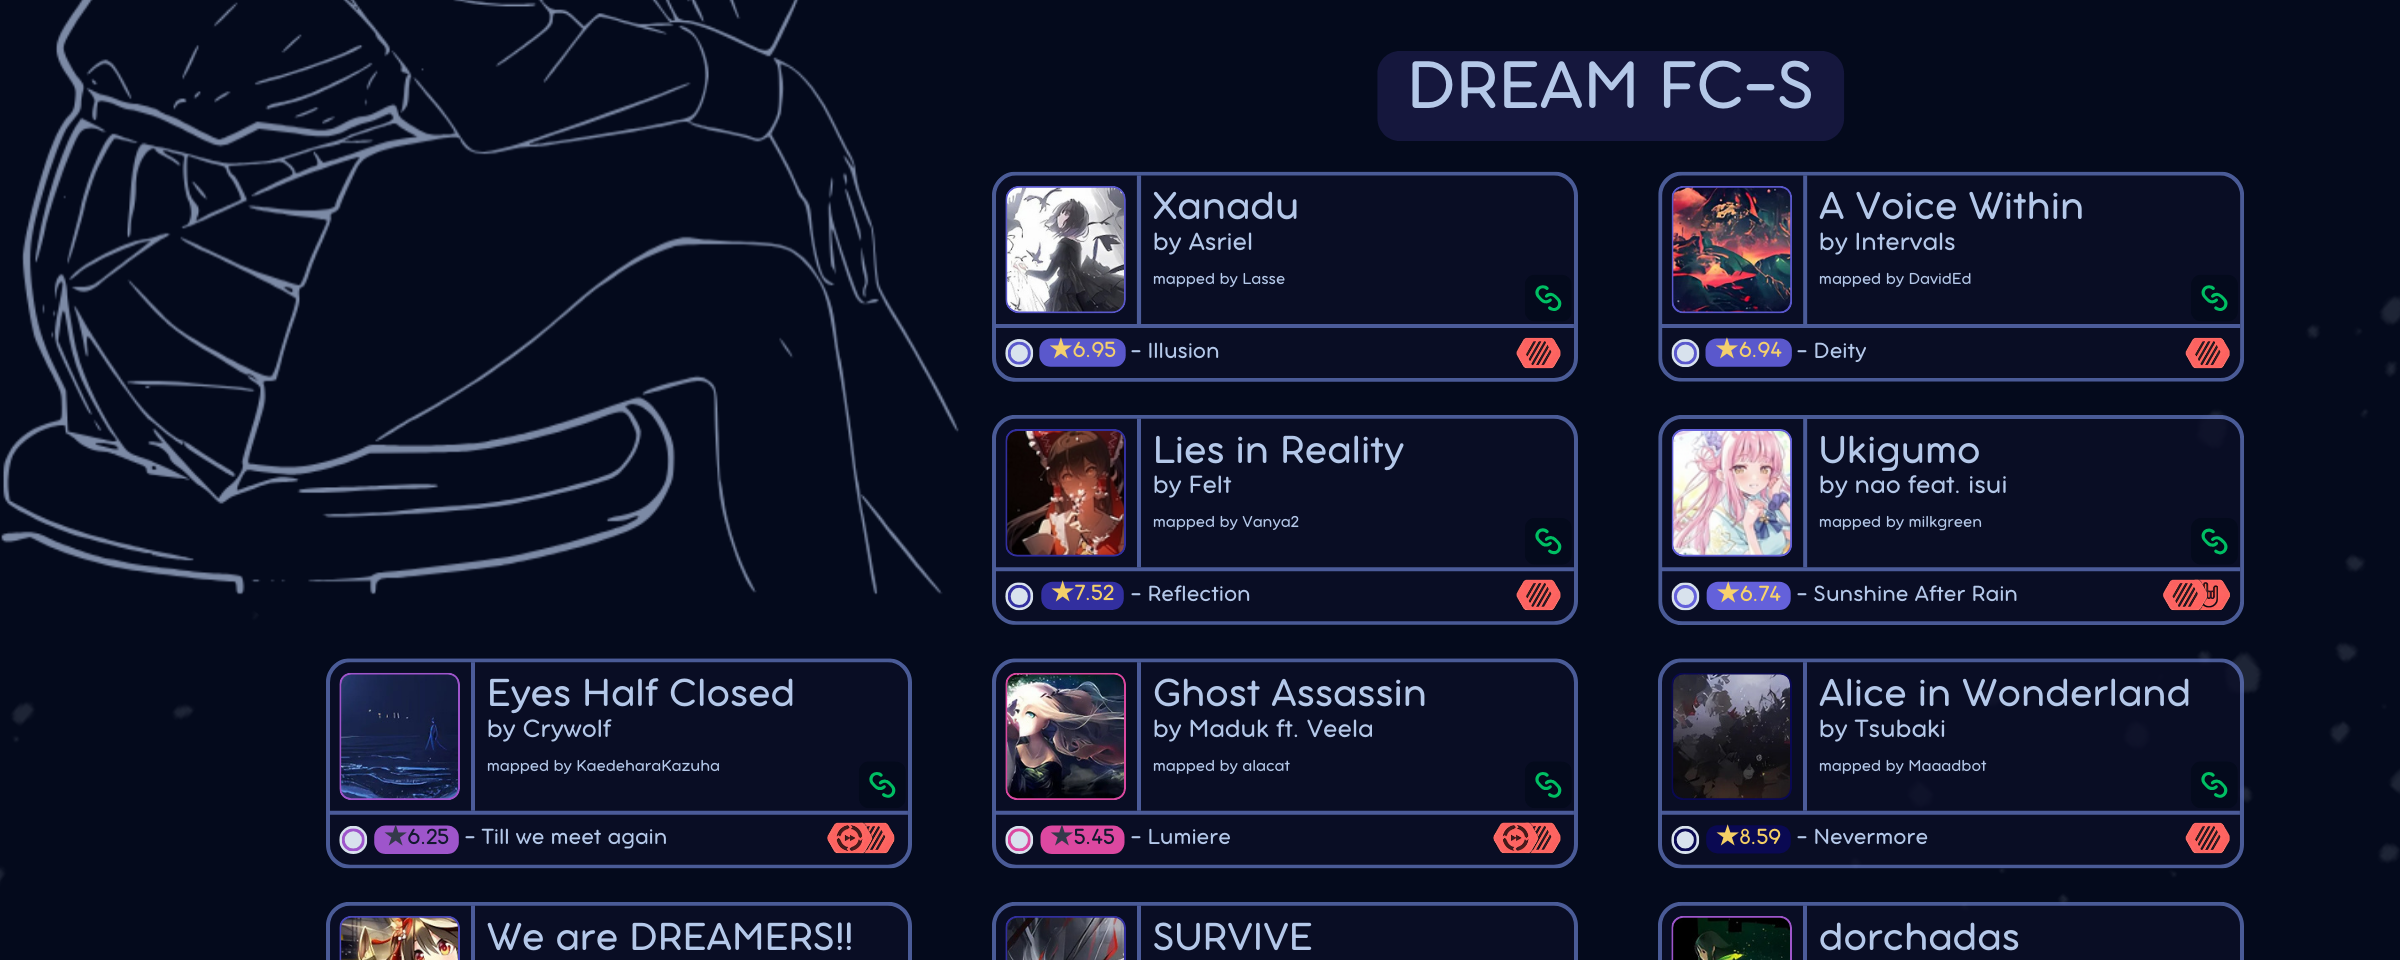 DREAM FC-S
Xanadu
by Asriel
mapped by Lasse
★6.95 - Illusion
A Voice Within
by Intervals
mapped by DavidEd
★6.94 - Deity
Lies in Reality
by Felt
mapped by Vanya2
★7.52 - Reflection
Ukigumo
by nao feat. isui
mapped by milkgreen
★6.74 - Sunshine After Rain
Eyes Half Closed
by Crywolf
mapped by KaedeharaKazuha
★6.25 - Till we meet again
Ghost Assassin
by Maduk ft. Veela
mapped by alacat
★5.45 - Lumiere
Alice in Wonderland
by Tsubaki
mapped by Maaadbot
★8.59 - Nevermore
We are DREAMERS!!
SURVIVE
dorchadas